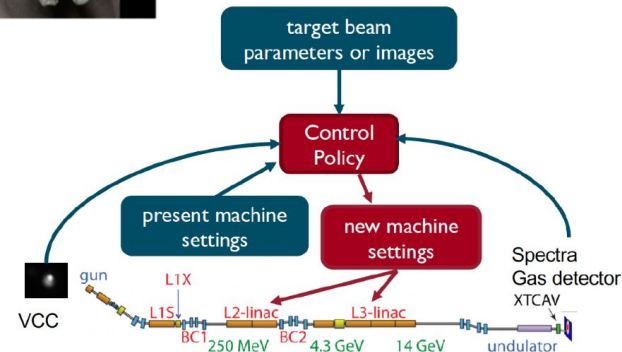 target beam
parameters or images
Control
Policy
present machine
settings
new machine
settings
Spectra
Gas detector
XTCAV
gun
L1X
VCC
L1S
L2-linac
L3-linac
BC1
BC2
250 MeV
4.3 GeV
14 GeV
undulator